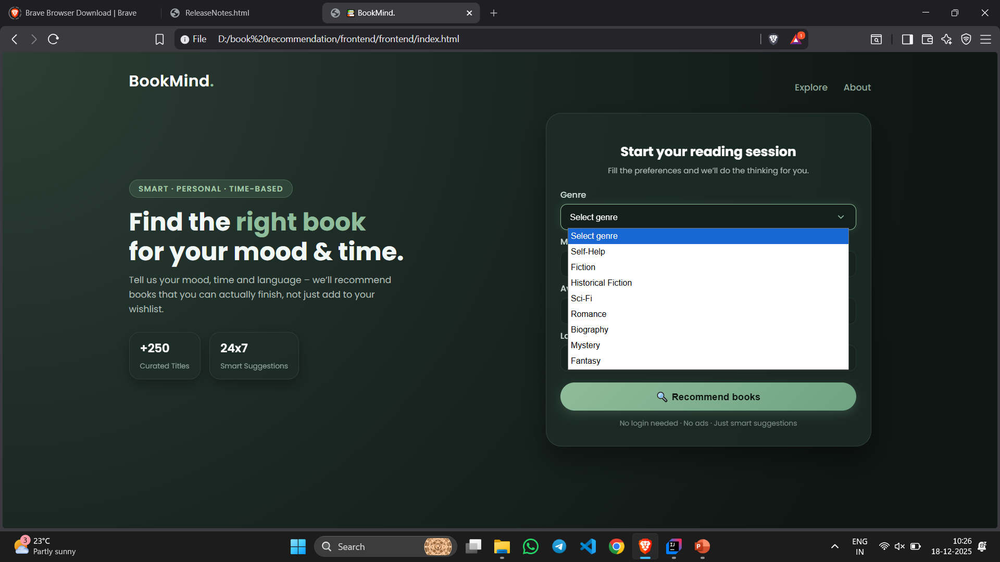 Brave Browser Download | Brave
ReleaseNotes.html
BookMind.
File
D:/book%20recommendation/frontend/frontend/index.html
1
BookMind.
Explore
About
SMART · PERSONAL · TIME-BASED
Find the right book
for your mood & time.
Tell us your mood, time and language – we’ll recommend
books that you can actually finish, not just add to your
wishlist.
+250
Curated Titles
24x7
Smart Suggestions
Start your reading session
Fill the preferences and we’ll do the thinking for you.
Genre
Select genre
Select genre
Self-Help
Fiction
Historical Fiction
Sci-Fi
Romance
Biography
Mystery
Fantasy
Recommend books
No login needed · No ads · Just smart suggestions
3
23°C
Partly sunny
Search
ENG
IN
10:26
18-12-2025